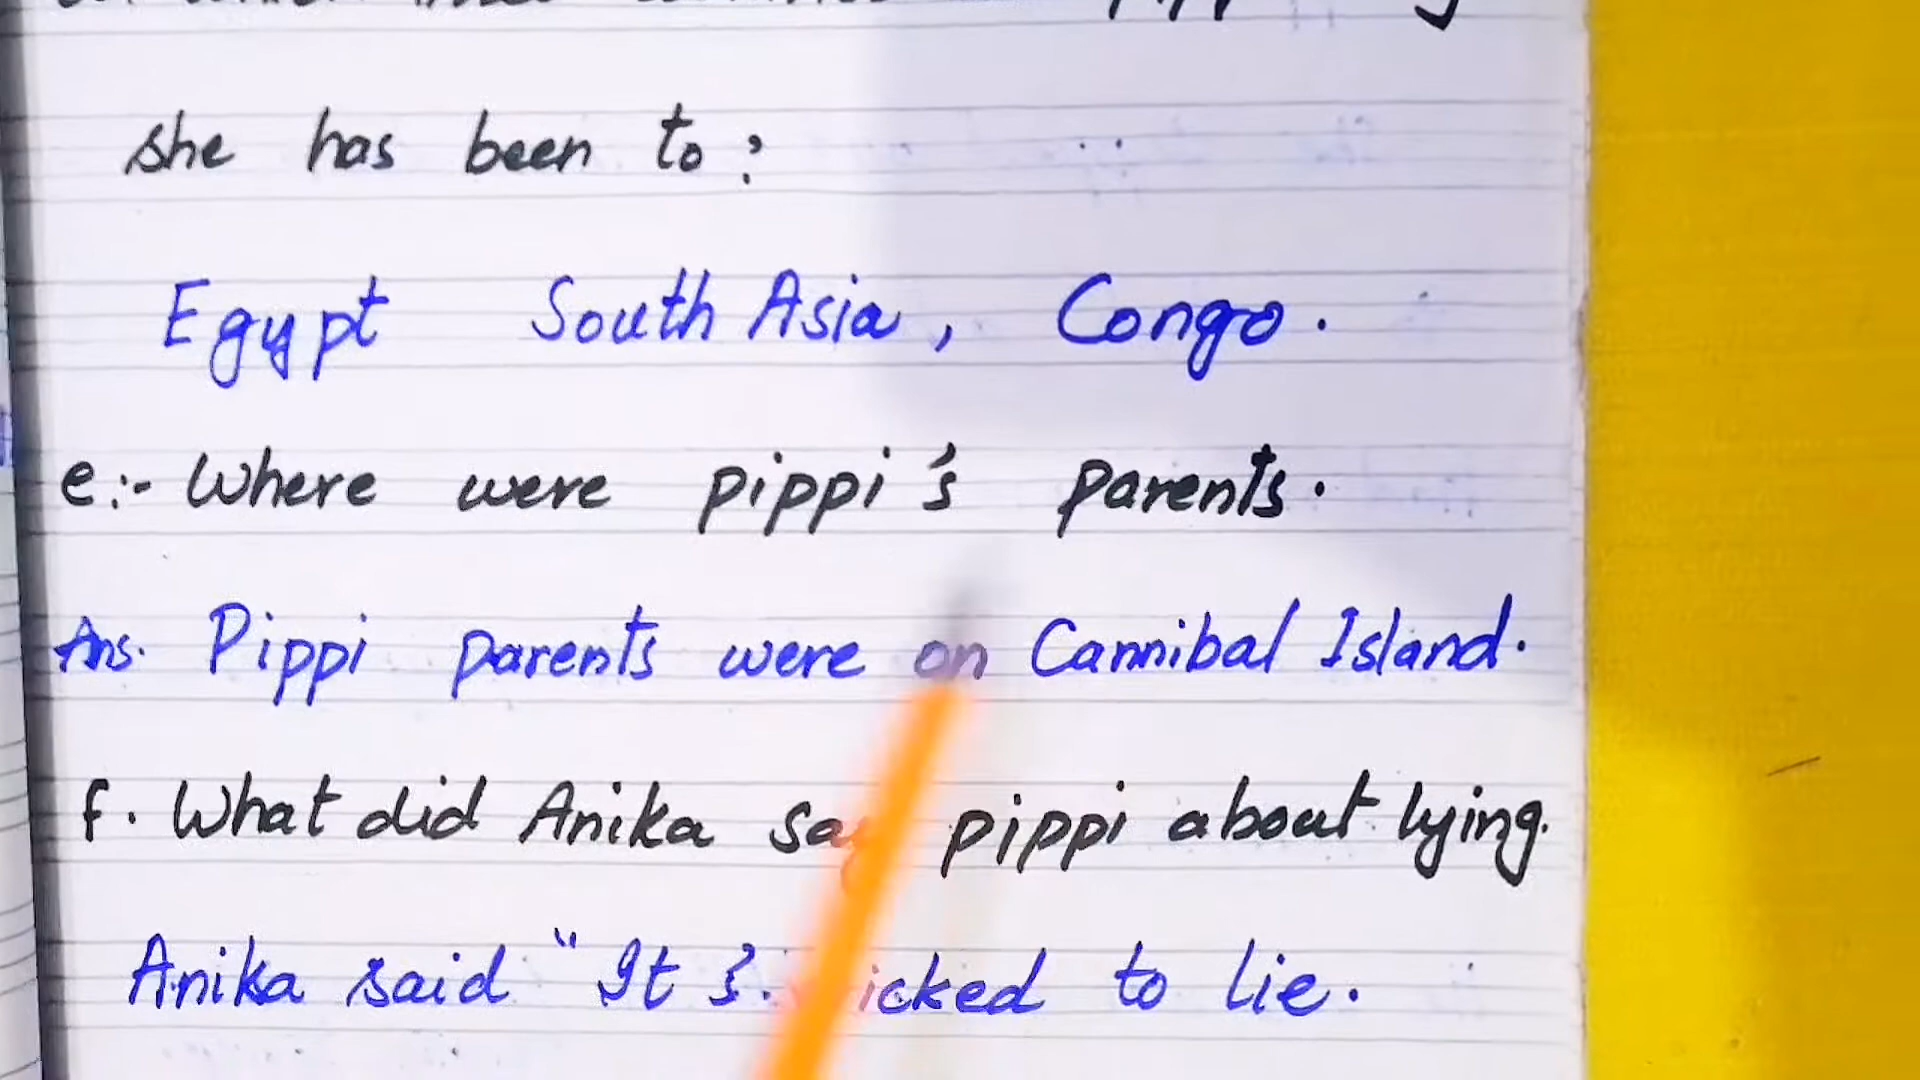 she has been to?
Egypt South Asia, Congo.
e:- Where were pippi's parents.
Ans. Pippi parents were on Cannibal Island.
f. What did Anika say pippi about lying.
Anika said "It s. to lie.